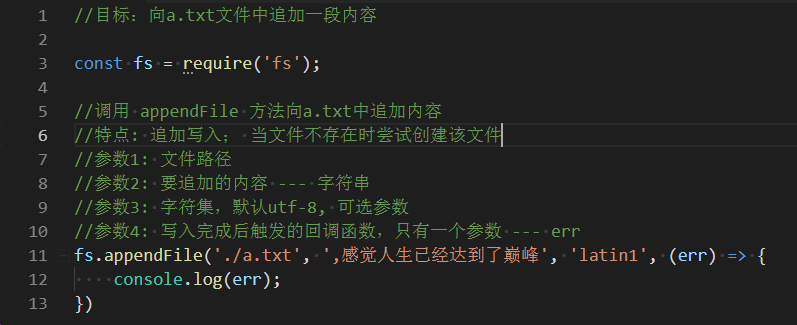 1 //目标：向a.txt文件中追加一段内容
2
3 const fs = require('fs');
4
5 //调用 appendFile 方法向a.txt中追加内容
6 //特点: 追加写入； 当文件不存在时尝试创建该文件
7 //参数1: 文件路径
8 //参数2: 要追加的内容 --- 字符串
9 //参数3: 字符集，默认utf-8, 可选参数
10 //参数4: 写入完成后触发的回调函数，只有一个参数 --- err
11 fs.appendFile('./a.txt', ',感觉人生已经达到了巅峰', 'latin1', (err) => {
12     console.log(err);
13 })